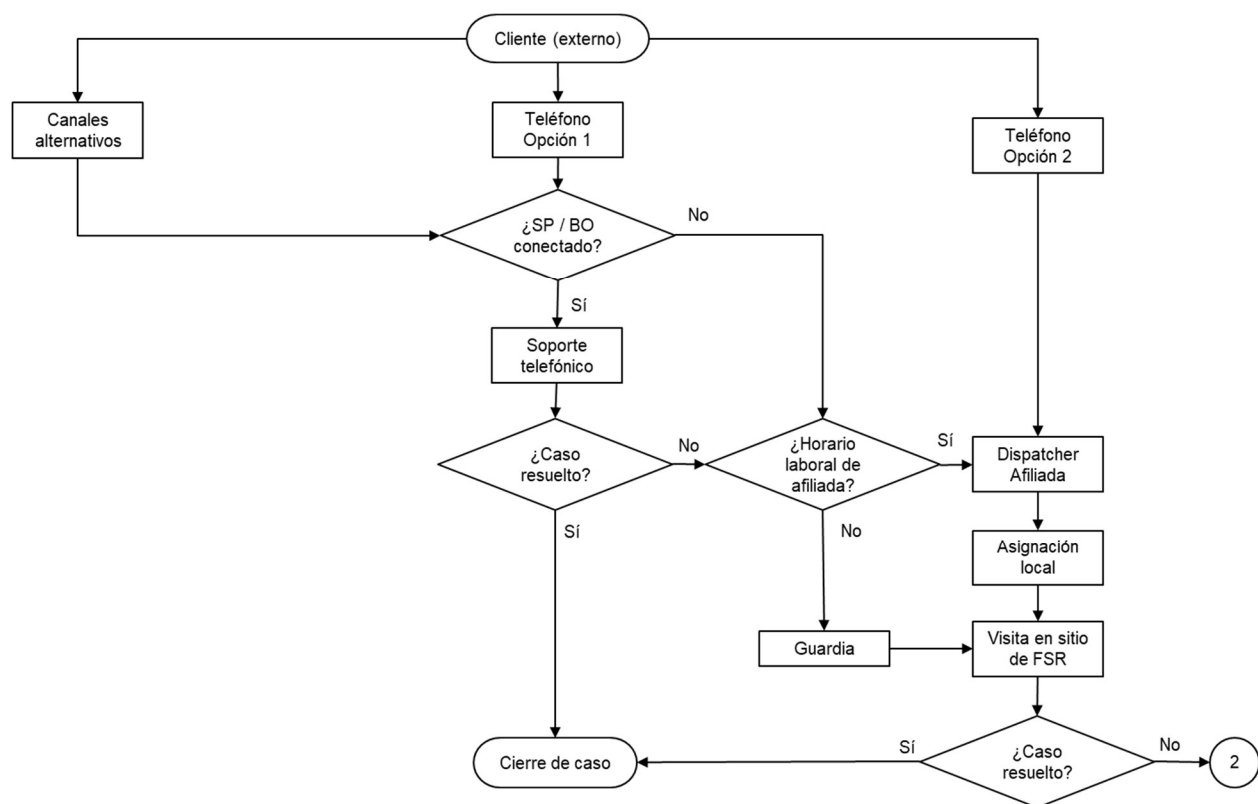 Cliente (externo)
Canales
alternativos
Teléfono
Opción 1
Teléfono
Opción 2
¿SP / BO
conectado?
No
Sí
Soporte
telefónico
¿Caso
resuelto?
No
¿Horario
laboral de
afiliada?
Sí
Dispatcher
Afiliada
Sí
No
Asignación
local
Guardia
Visita en sitio
de FSR
Cierre de caso
Sí
¿Caso
resuelto?
No
2